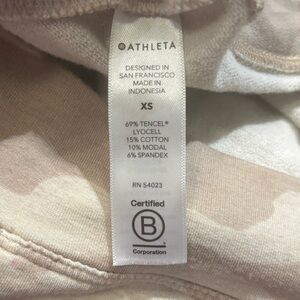 ATHLETA
DESIGNED IN
SAN FRANCISCO
MADE IN
INDONESIA
XS
69% TENCEL®
LYOCELL
15% COTTON
10% MODAL
6% SPANDEX
RN 54023
Certified
B
Corporation